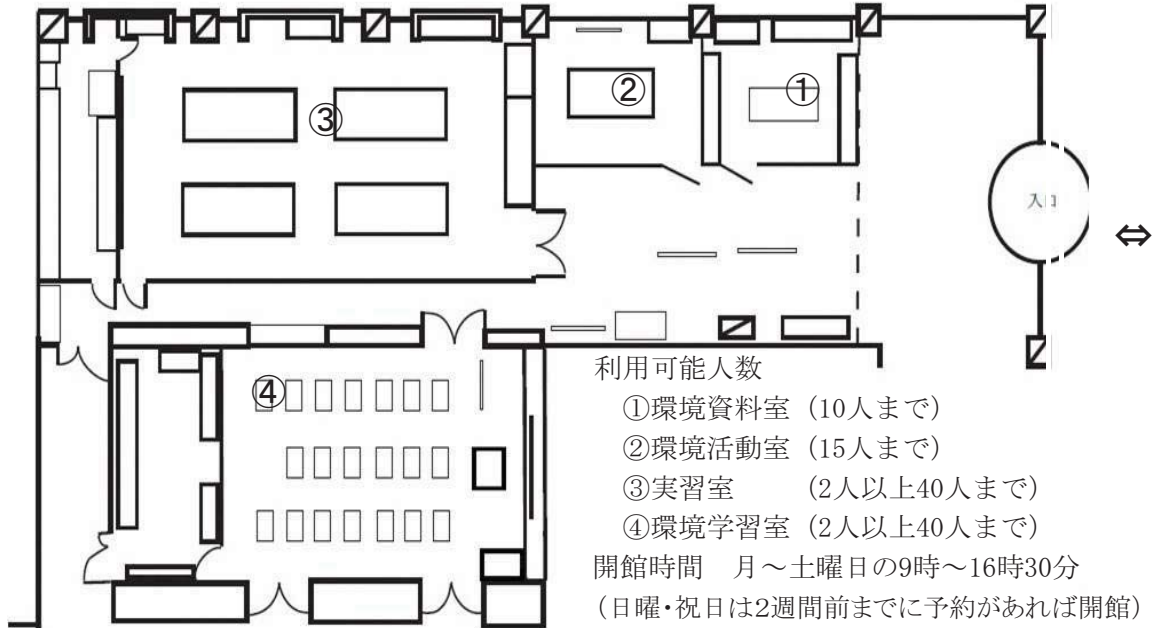 ②
①
③
入口
⇔
④
利用可能人数
①環境資料室 (10人まで)
②環境活動室 (15人まで)
③実習室 (2人以上40人まで)
④環境学習室 (2人以上40人まで)
開館時間 月～土曜日の9時～16時30分
(日曜・祝日は2週間前までに予約があれば開館)